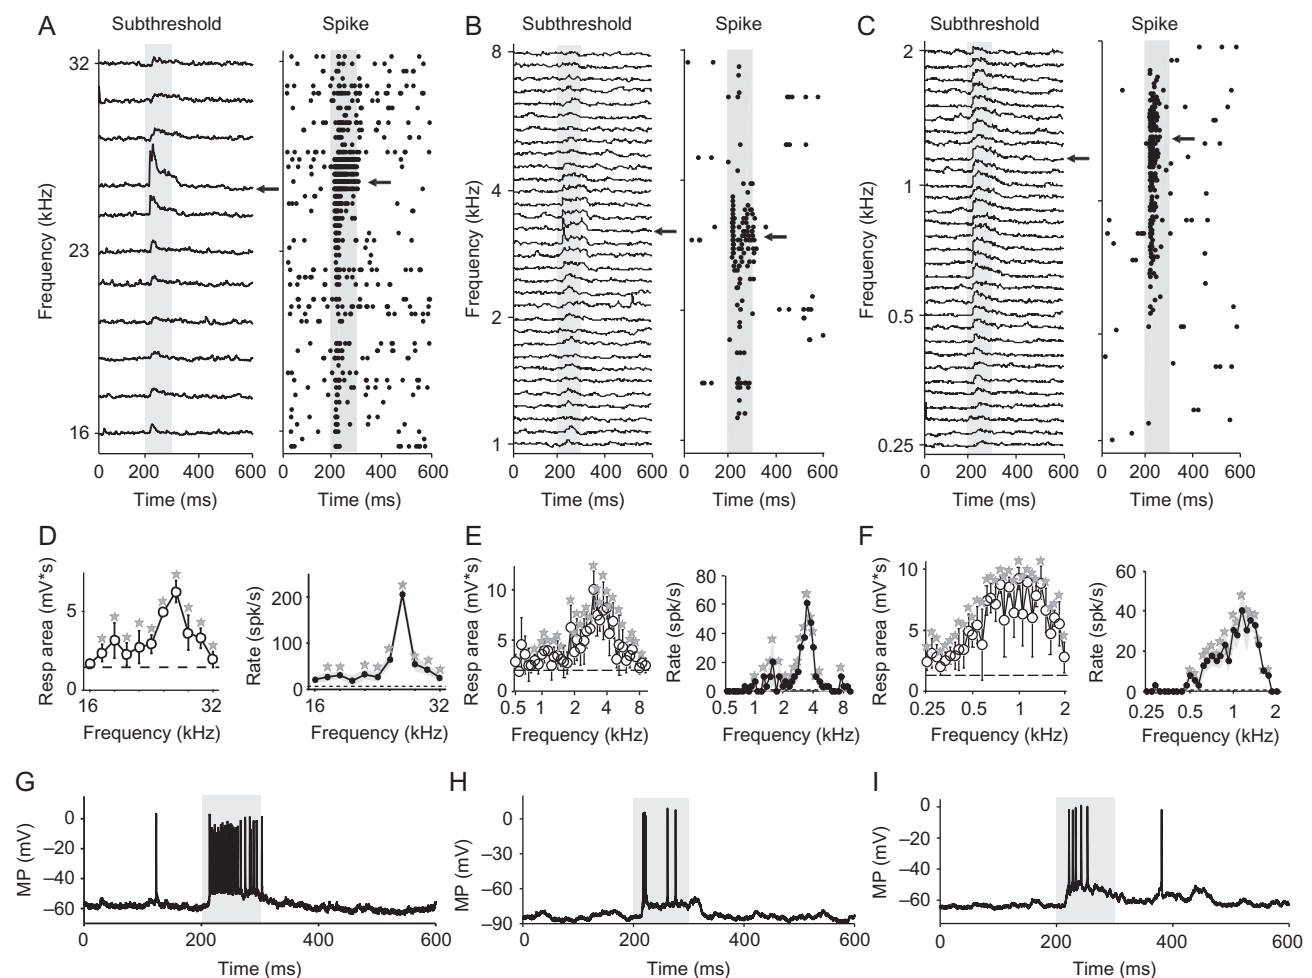 A Subthreshold Spike
B Subthreshold Spike
C Subthreshold Spike
Frequency (kHz)
32
23
16
0 200 400 600
Time (ms)
0 200 400 600
Time (ms)
Frequency (kHz)
8
4
2
1
0 200 400 600
Time (ms)
0 200 400 600
Time (ms)
Frequency (kHz)
2
1
0.5
0.25
0 200 400 600
Time (ms)
0 200 400 600
Time (ms)
D
Resp area (mV*s)
5
0
16 32
Frequency (kHz)
Rate (spk/s)
200
100
0
16 32
Frequency (kHz)
E
Resp area (mV*s)
10
5
0
0.5 1 2 4 8
Frequency (kHz)
Rate (spk/s)
80
60
40
20
0
0.5 1 2 4 8
Frequency (kHz)
F
Resp area (mV*s)
10
5
0
0.25 0.5 1 2
Frequency (kHz)
Rate (spk/s)
60
40
20
0
0.25 0.5 1 2
Frequency (kHz)
G
MP (mV)
0
–20
–40
–60
0 200 400 600
Time (ms)
H
MP (mV)
0
–30
–60
–90
0 200 400 600
Time (ms)
I
MP (mV)
0
–20
–40
–60
0 200 400 600
Time (ms)